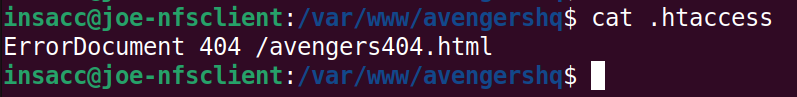 insacc@joe-nfsclient:/var/www/avengershq$ cat .htaccess
ErrorDocument 404 /avengers404.html
insacc@joe-nfsclient:/var/www/avengershq$